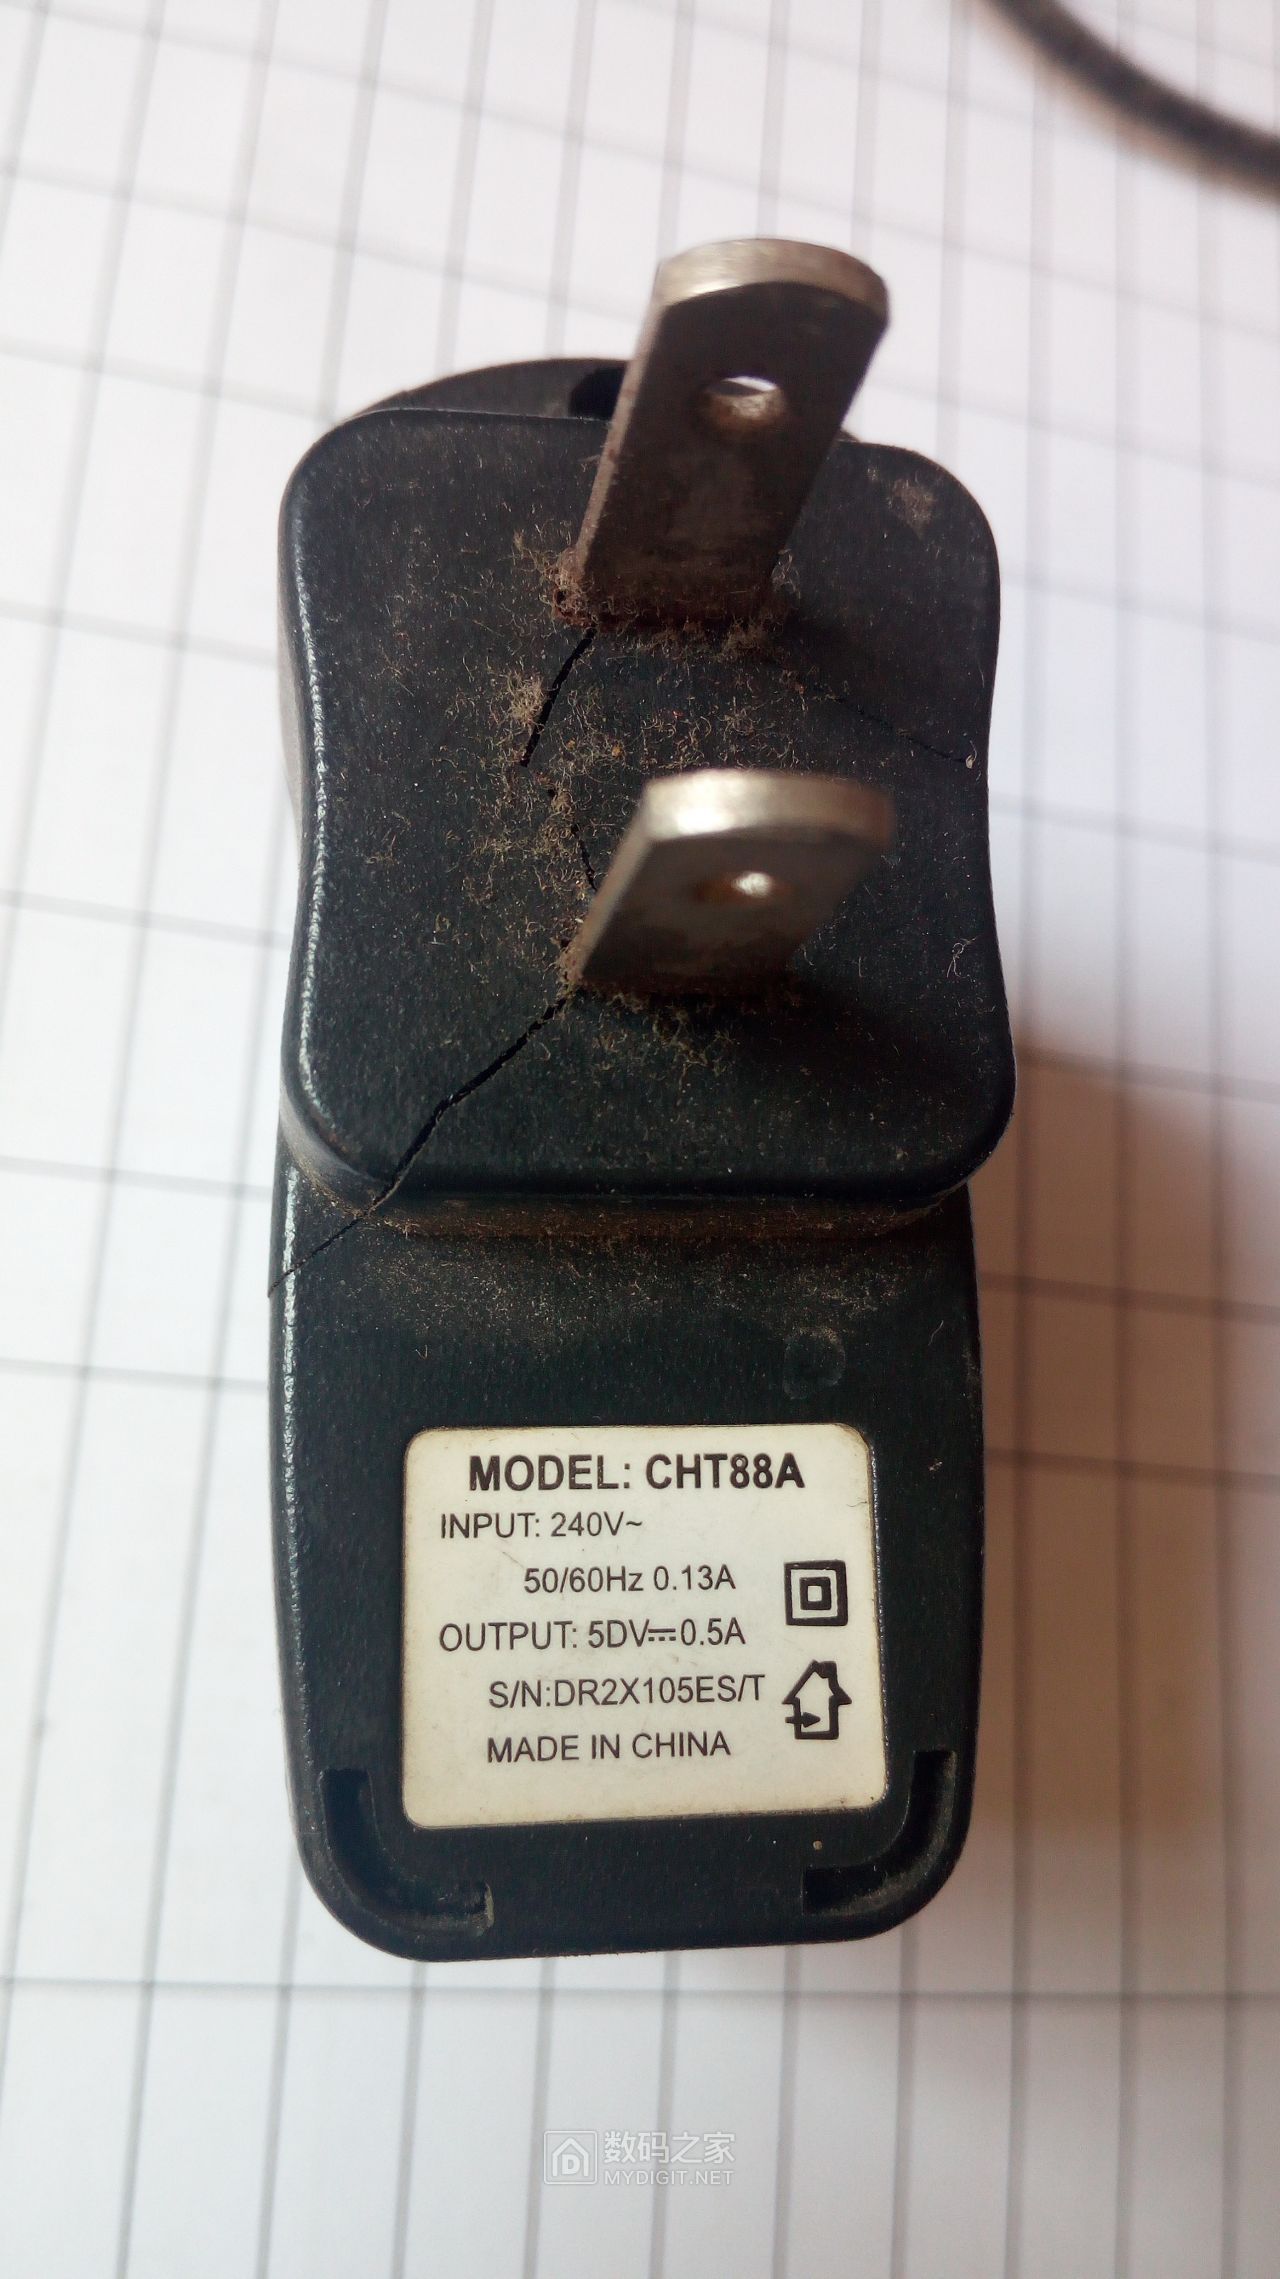 MODEL: CHT88A
INPUT: 240V~
50/60Hz 0.13A
OUTPUT: 5DV⎓0.5A
S/N:DR2X105ES/T
MADE IN CHINA
数码之家
MYDIGIT.NET